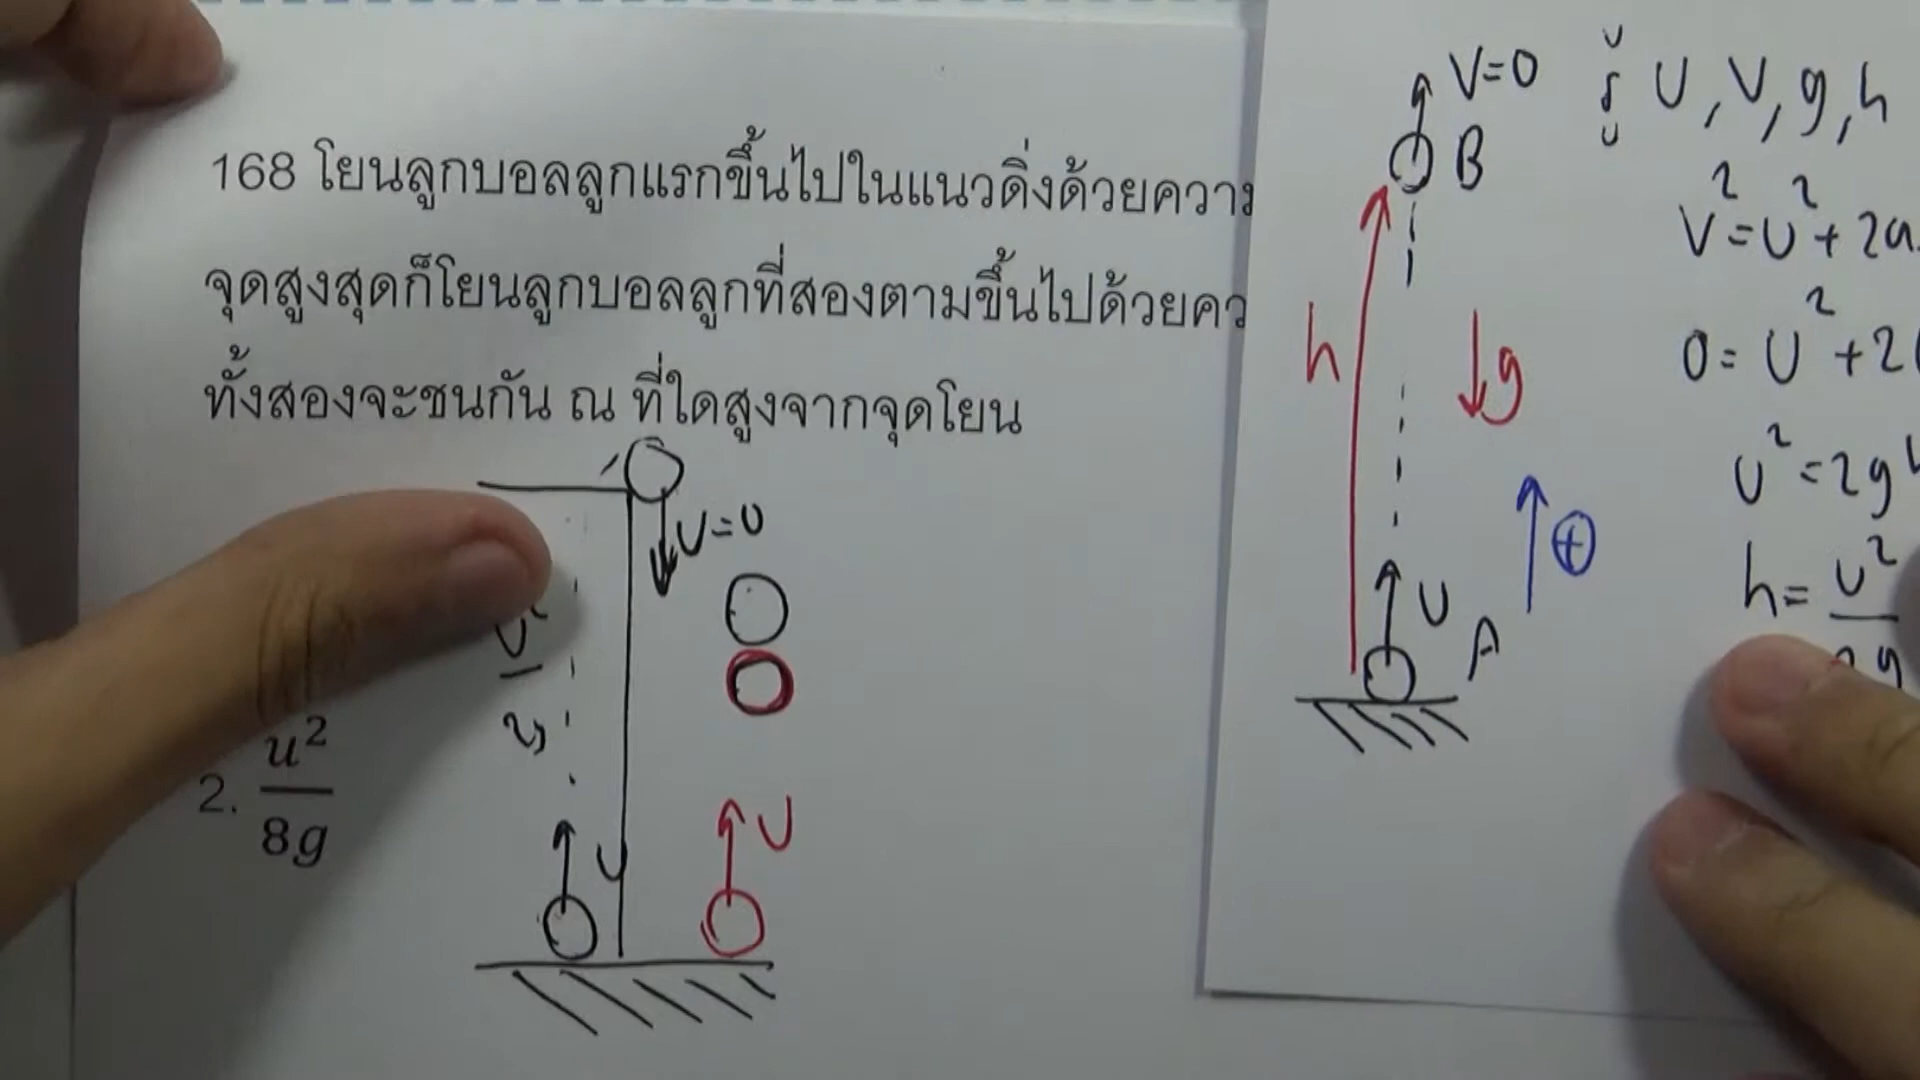 168 โยนลูกบอลลูกแรกขึ้นไปในแนวดิ่งด้วยความ
จุดสูงสุดก็โยนลูกบอลลูกที่สองตามขึ้นไปด้วยคว
ทั้งสองจะชนกัน ณ ที่ใดสูงจากจุดโยน
2. u²/8g
U=0
U
U
V=0
B
h
g
⊕
U
A
รู้ U, V, g, h
V²=U²+2a
0=U²+2
U²=2g
h=U²